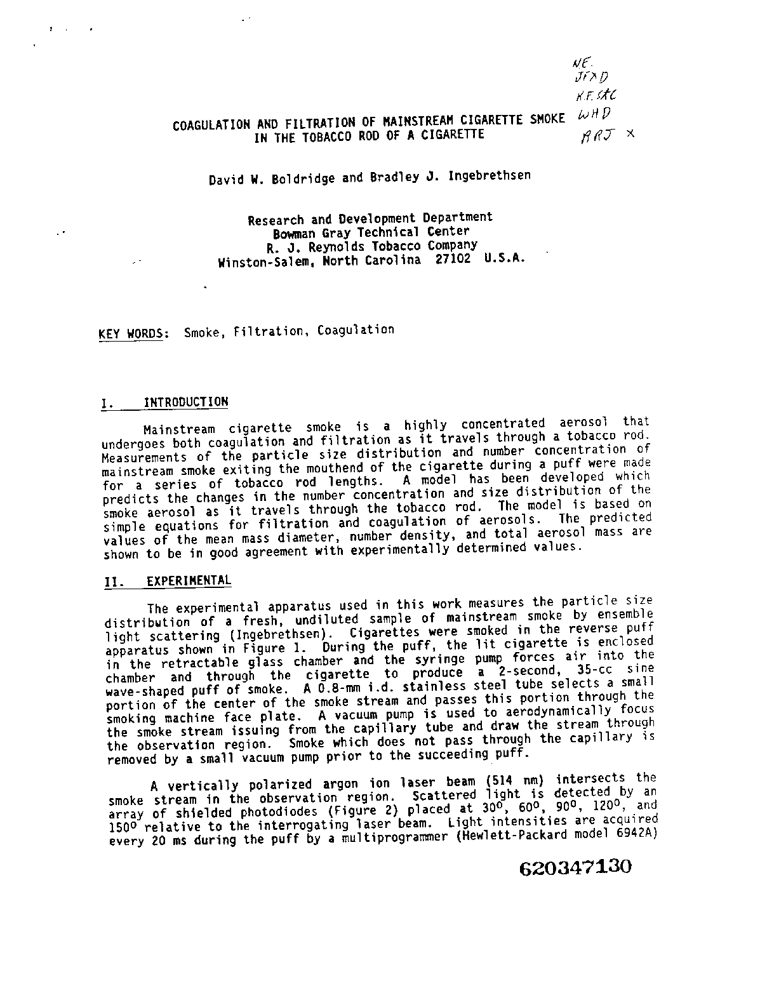 NE.
JFXD
K.F. StC
COAGULATION AND FILTRATION OF MAINSTREAM CIGARETTE SMOKE
WHD
IN THE TOBACCO ROD OF A CIGARETTE
ARJ X
David W. Boldridge and Bradley J. Ingebrethsen
Research and Development Department
Bowman Gray Technical Center
R. J. Reynolds Tobacco Company
Winston-Salem, North Carolina 27102 U.S.A.
KEY WORDS: Smoke, Filtration, Coagulation
I. INTRODUCTION
Mainstream cigarette smoke is a highly concentrated aerosol that
undergoes both coagulation and filtration as it travels through a tobacco rod.
Measurements of the particle size distribution and number concentration of
mainstream smoke exiting the mouthend of the cigarette during a puff were made
for a series of tobacco rod lengths. A model has been developed which
predicts the changes in the number concentration and size distribution of the
smoke aerosol as it travels through the tobacco rod. The model is based on
simple equations for filtration and coagulation of aerosols. The predicted
values of the mean mass diameter, number density, and total aerosol mass are
shown to be in good agreement with experimentally determined values.
II. EXPERIMENTAL
The experimental apparatus used in this work measures the particle size
distribution of a fresh, undiluted sample of mainstream smoke by ensemble
light scattering (Ingebrethsen). Cigarettes were smoked in the reverse puff
apparatus shown in Figure 1. During the puff, the lit cigarette is enclosed
in the retractable glass chamber and the syringe pump forces air into the
chamber and through the cigarette to produce a 2-second, 35-cc sine
wave-shaped puff of smoke. A 0.8-mm i.d. stainless steel tube selects a small
portion of the center of the smoke stream and passes this portion through the
smoking machine face plate. A vacuum pump is used to aerodynamically focus
the smoke stream issuing from the capillary tube and draw the stream through
the observation region. Smoke which does not pass through the capillary is
removed by a small vacuum pump prior to the succeeding puff.
A vertically polarized argon ion laser beam (514 nm) intersects the
smoke stream in the observation region. Scattered light is detected by an
array of shielded photodiodes (Figure 2) placed at 30º, 60º, 90º, 120º, and
150º relative to the interrogating laser beam. Light intensities are acquired
every 20 ms during the puff by a multiprogrammer (Hewlett-Packard model 6942A)
620347130